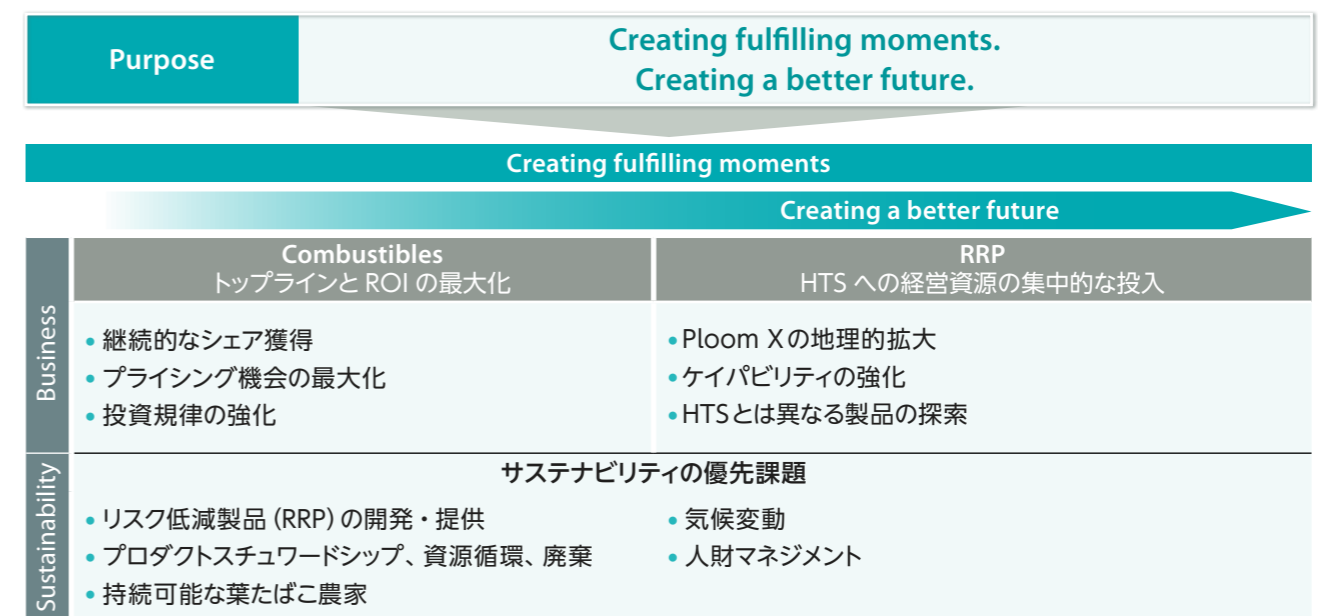 Purpose
Creating fulfilling moments.
Creating a better future.
Creating fulfilling moments
Creating a better future
Business
Combustibles
トップラインと ROI の最大化
• 継続的なシェア獲得
• プライシング機会の最大化
• 投資規律の強化
RRP
HTS への経営資源の集中的な投入
• Ploom Xの地理的拡大
• ケイパビリティの強化
• HTSとは異なる製品の探索
Sustainability
サステナビリティの優先課題
• リスク低減製品 (RRP) の開発・提供
• プロダクトスチュワードシップ、資源循環、廃棄
• 持続可能な葉たばこ農家
• 気候変動
• 人財マネジメント